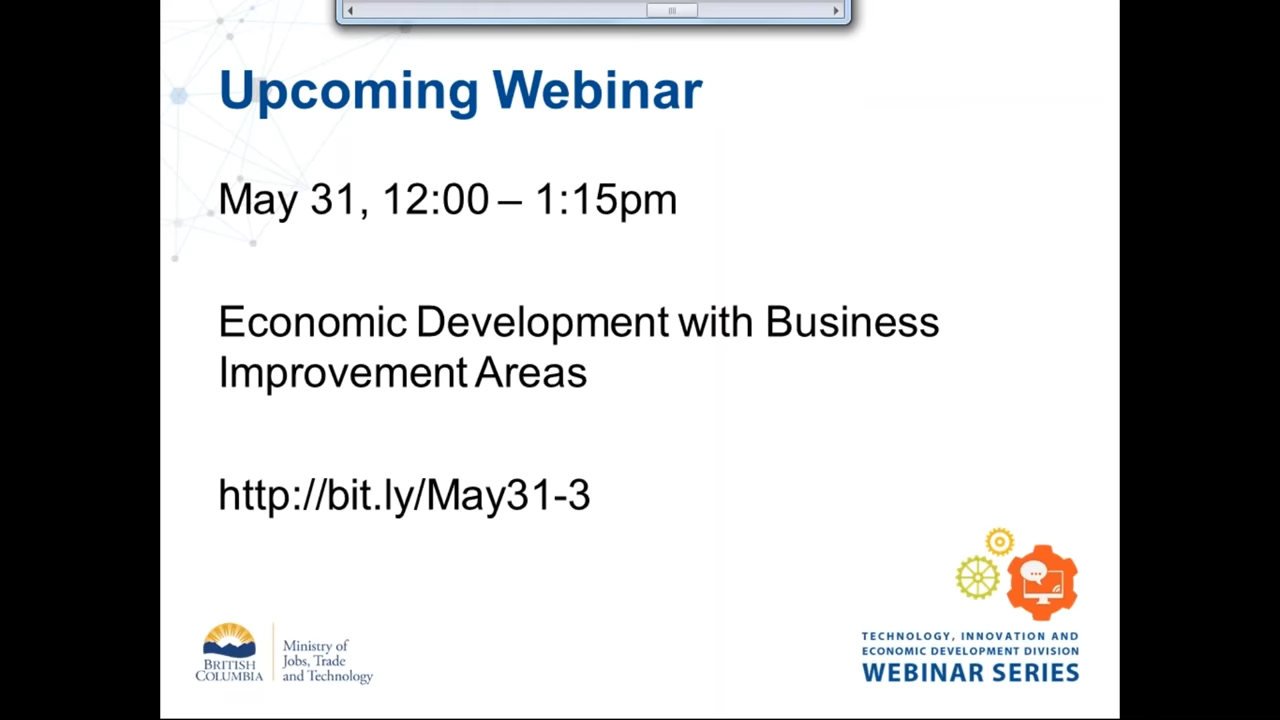 Upcoming Webinar
May 31, 12:00 – 1:15pm
Economic Development with Business
Improvement Areas
http://bit.ly/May31-3
BRITISH
COLUMBIA
Ministry of
Jobs, Trade
and Technology
TECHNOLOGY, INNOVATION AND
ECONOMIC DEVELOPMENT DIVISION
WEBINAR SERIES